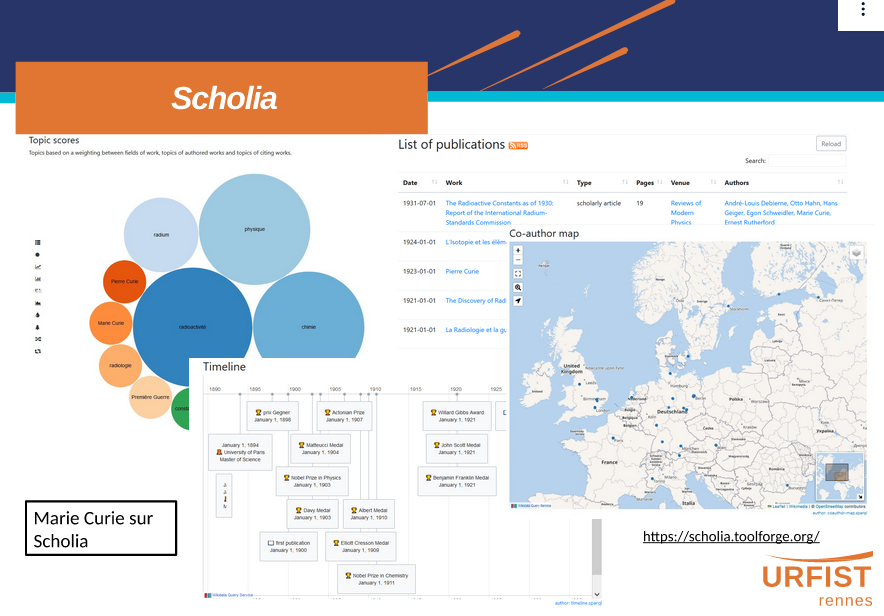 Scholia
Topic scores
Topics based on a weighting between fields of work, topics of authored works and topics of citing works.
radium
physique
Pierre Curie
Marie Curie
radioactivité
chimie
radiologie
Première Guerre
List of publications RSS
Reload
Search:
Date Work Type Pages Venue Authors
1931-07-01 The Radioactive Constants as of 1930: scholarly article 19 Reviews of André-Louis Debierne, Otto Hahn, Hans
Report of the International Radium- Modern Geiger, Egon Schweidler, Marie Curie,
Standards Commission Physics Ernest Rutherford
1924-01-01 L'Isotopie et les élém
1923-01-01 Pierre Curie
1921-01-01 The Discovery of Rad
1921-01-01 La Radiologie et la gu
Co-author map
United
Kingdom
Deutschland
Polska
France
Italia
Україна
România
Leaflet | Wikimedia | © OpenStreetMap contributors
Wikidata Query Service
author: coauthor-map.sparql
Timeline
1890 1895 1900 1905 1910 1915 1920 1925
prix Gegner
January 1, 1898
Actonian Prize
January 1, 1907
Willard Gibbs Award
January 1, 1921
January 1, 1894
University of Paris
Master of Science
Matteucci Medal
January 1, 1904
John Scott Medal
January 1, 1921
Nobel Prize in Physics
January 1, 1903
Benjamin Franklin Medal
January 1, 1921
Davy Medal
January 1, 1903
Albert Medal
January 1, 1910
first publication
January 1, 1900
Elliott Cresson Medal
January 1, 1909
Nobel Prize in Chemistry
January 1, 1911
Wikidata Query Service
author: timeline.sparql
Marie Curie sur
Scholia
https://scholia.toolforge.org/
URFIST
rennes